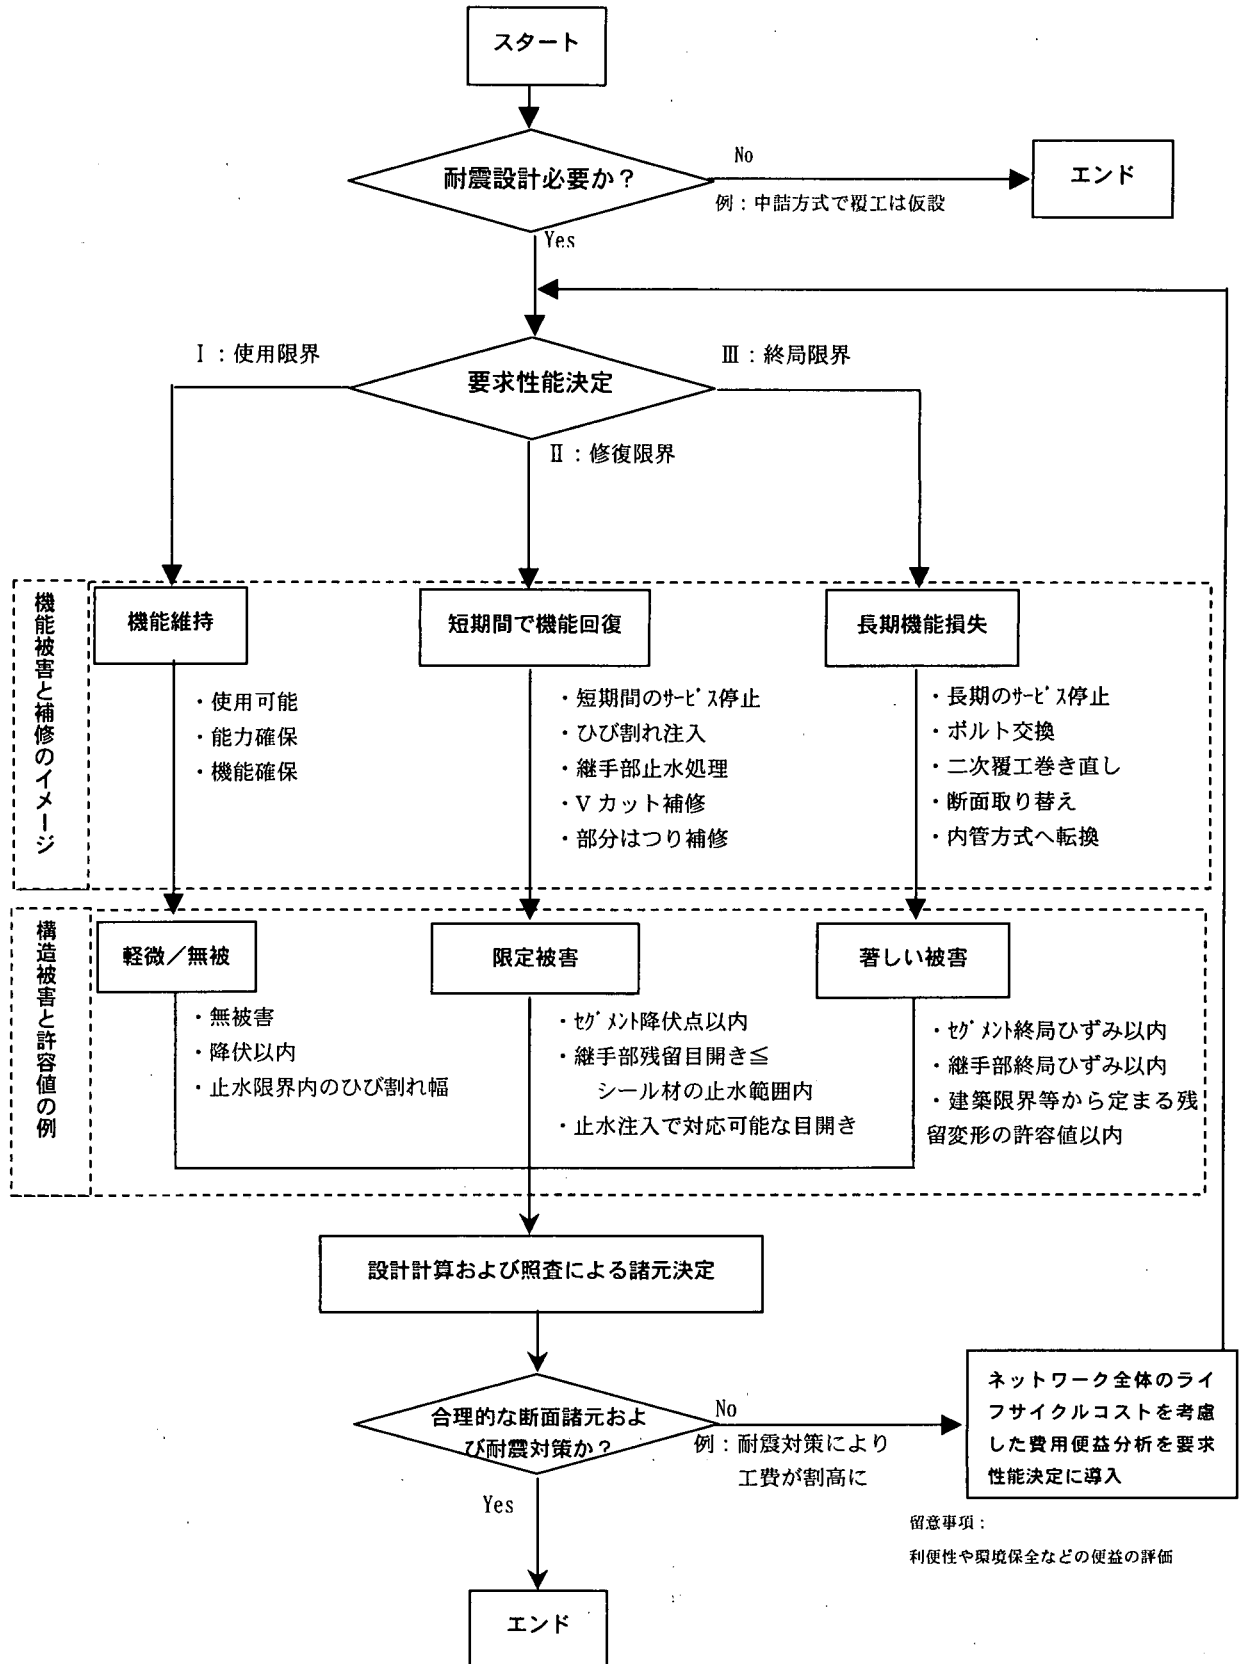 スタート
耐震設計必要か？
No
例：中詰方式で覆工は仮設
エンド
Yes
Ⅰ：使用限界
要求性能決定
Ⅲ：終局限界
Ⅱ：修復限界
機能被害と補修のイメージ
機能維持
・使用可能
・能力確保
・機能確保
短期間で機能回復
・短期間のｻｰﾋﾞｽ停止
・ひび割れ注入
・継手部止水処理
・Vカット補修
・部分はつり補修
長期機能損失
・長期のｻｰﾋﾞｽ停止
・ボルト交換
・二次覆工巻き直し
・断面取り替え
・内管方式へ転換
構造被害と許容値の例
軽微／無被
・無被害
・降伏以内
・止水限界内のひび割れ幅
限定被害
・ｾｸﾞﾒﾝﾄ降伏点以内
・継手部残留目開き≦
シール材の止水範囲内
・止水注入で対応可能な目開き
著しい被害
・ｾｸﾞﾒﾝﾄ終局ひずみ以内
・継手部終局ひずみ以内
・建築限界等から定まる残
留変形の許容値以内
設計計算および照査による諸元決定
合理的な断面諸元およ
び耐震対策か？
No
例：耐震対策により
工費が割高に
ネットワーク全体のライ
フサイクルコストを考慮
した費用便益分析を要求
性能決定に導入
留意事項：
利便性や環境保全などの便益の評価
Yes
エンド